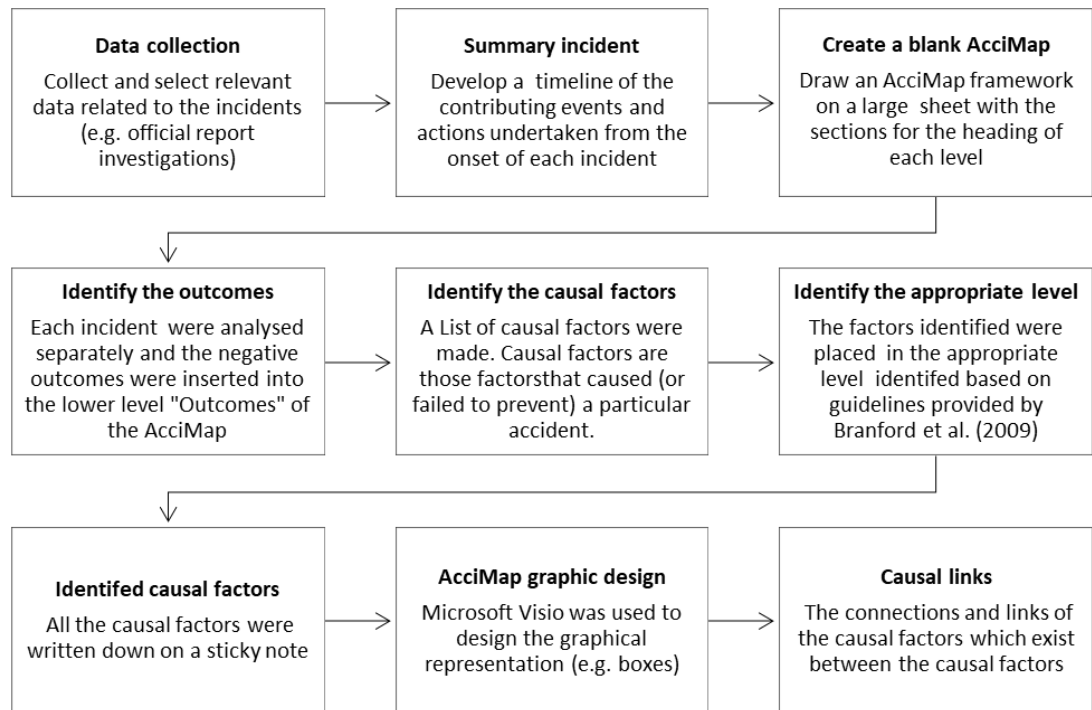 Data collection
Collect and select relevant
data related to the incidents
(e.g. official report
investigations)
Summary incident
Develop a timeline of the
contributing events and
actions undertaken from the
onset of each incident
Create a blank AcciMap
Draw an AcciMap framework
on a large sheet with the
sections for the heading of
each level
Identify the outcomes
Each incident were analysed
separately and the negative
outcomes were inserted into
the lower level "Outcomes" of
the AcciMap
Identify the causal factors
A List of causal factors were
made. Causal factors are
those factorsthat caused (or
failed to prevent) a particular
accident.
Identify the appropriate level
The factors identified were
placed in the appropriate
level identifed based on
guidelines provided by
Branford et al. (2009)
Identifed causal factors
All the causal factors were
written down on a sticky note
AcciMap graphic design
Microsoft Visio was used to
design the graphical
representation (e.g. boxes)
Causal links
The connections and links of
the causal factors which exist
between the causal factors